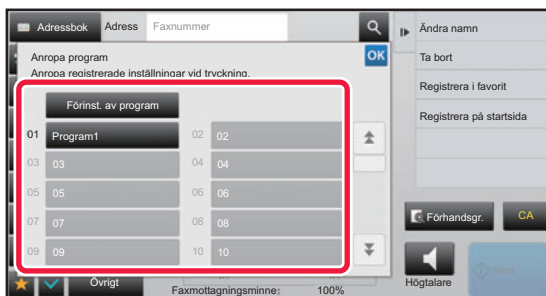 Adressbok Adress Faxnummer
Anropa program OK
Anropa registrerade inställningar vid tryckning.
Förinst. av program
01 Program1 02 02
03 03 04 04
05 05 06 06
07 07 08 08
09 09 10 10
Övrigt
Faxmottagningsminne: 100%
Ändra namn
Ta bort
Registrera i favorit
Registrera på startsida
Förhandsgr. CA
Högtalare Start